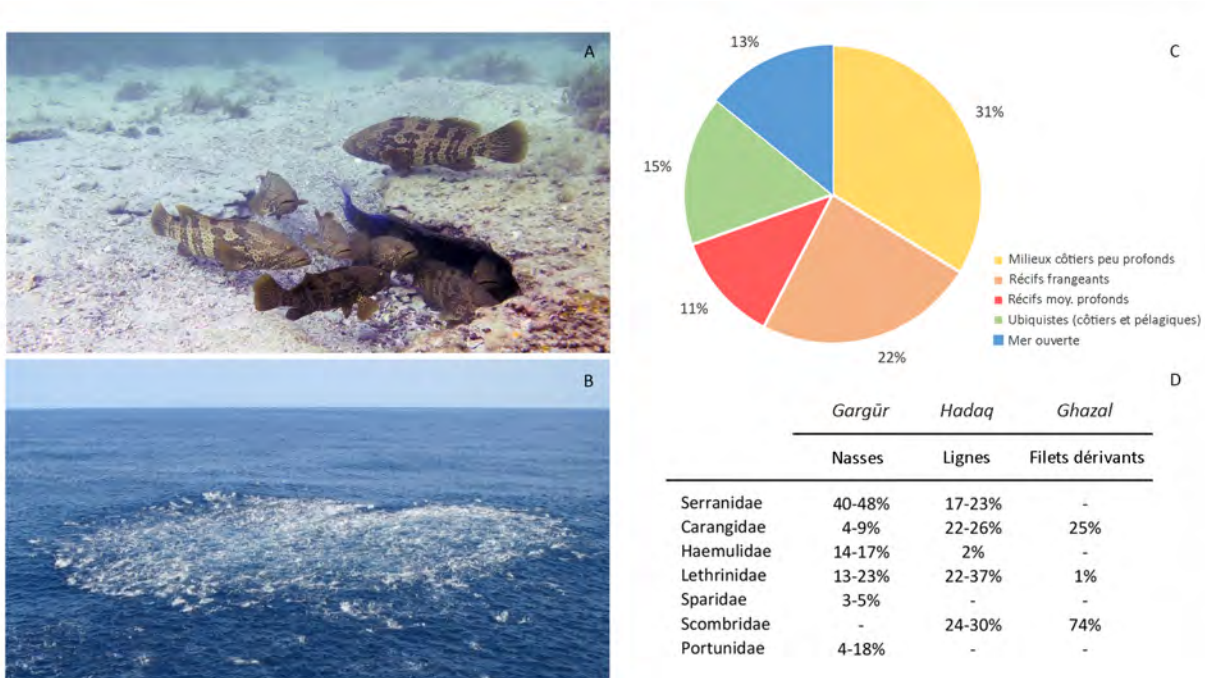 A
B
C
13%
31%
15%
11%
22%
Milieux côtiers peu profonds
Récifs frangeants
Récifs moy. profonds
Ubiquistes (côtiers et pélagiques)
Mer ouverte
D
Gargūr Hadaq Ghazal
Nasses Lignes Filets dérivants
Serranidae 40-48% 17-23% -
Carangidae 4-9% 22-26% 25%
Haemulidae 14-17% 2% -
Lethrinidae 13-23% 22-37% 1%
Sparidae 3-5% - -
Scombridae - 24-30% 74%
Portunidae 4-18% - -